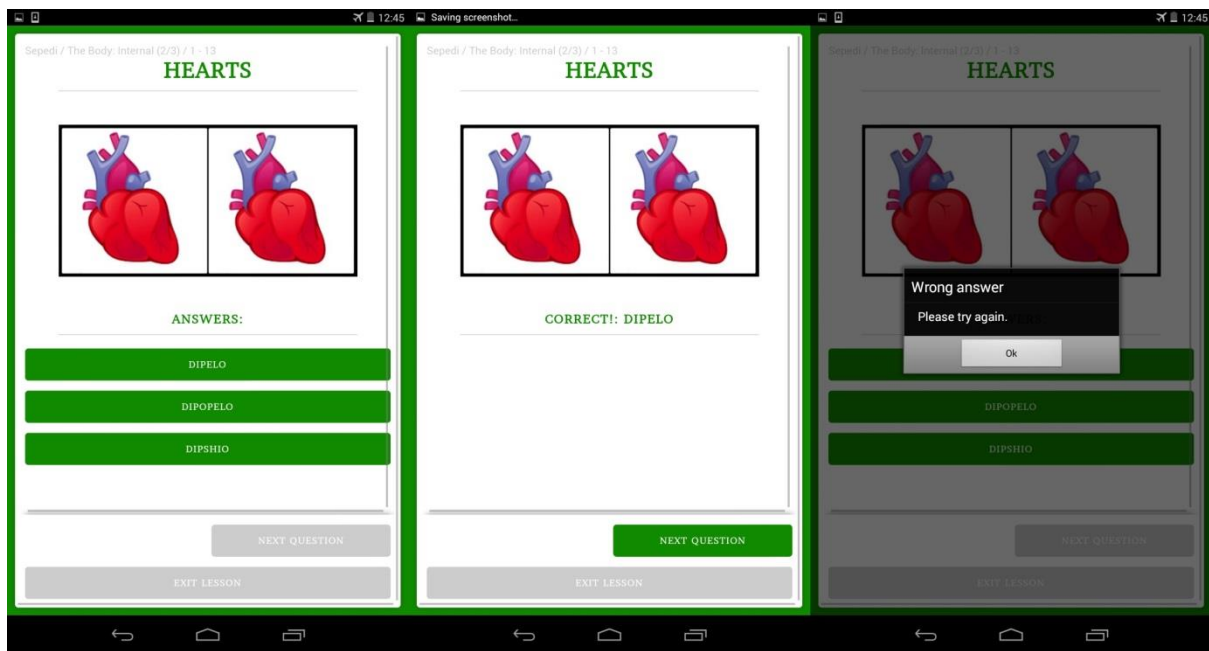 12:45
Sepedi / The Body: Internal (2/3) / 1 - 13
HEARTS
ANSWERS:
DIPELO
DIPOPELO
DIPSHIO
NEXT QUESTION
EXIT LESSON
Saving screenshot...
Sepedi / The Body: Internal (2/3) / 1 - 13
HEARTS
CORRECT!: DIPELO
NEXT QUESTION
EXIT LESSON
12:45
Sepedi / The Body: Internal (2/3) / 1 - 13
HEARTS
Wrong answer
Please try again.
Ok
DIPOPELO
DIPSHIO
NEXT QUESTION
EXIT LESSON